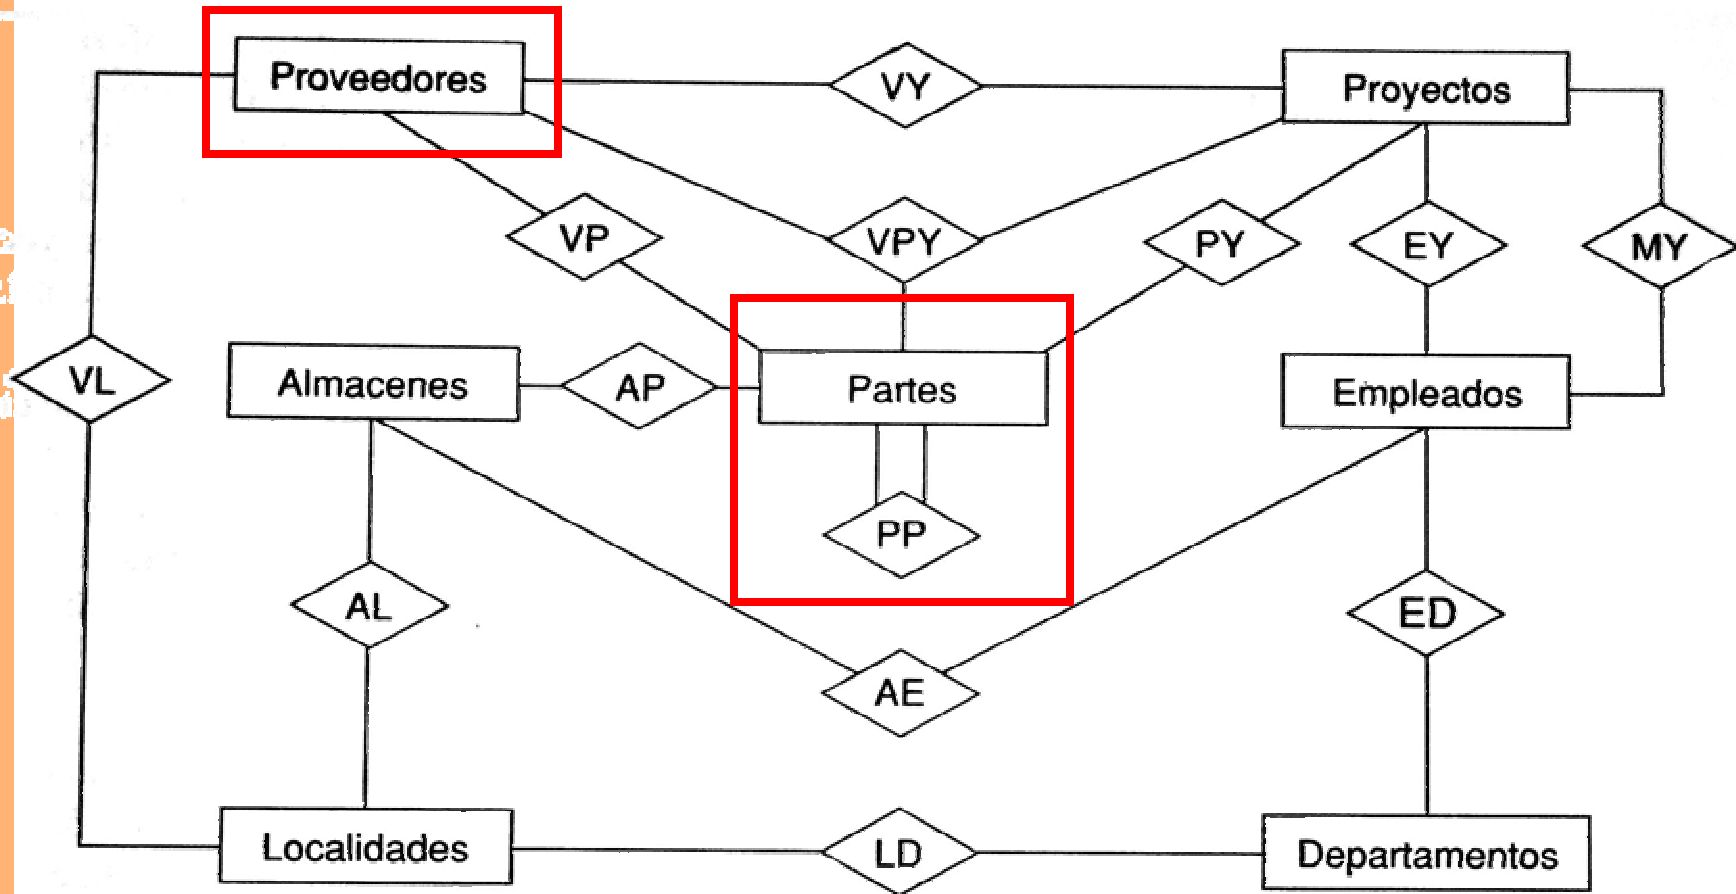 Proveedores
VY
Proyectos
VP
VPY
PY
EY
MY
VL
Almacenes
AP
Partes
Empleados
PP
AL
AE
ED
Localidades
LD
Departamentos